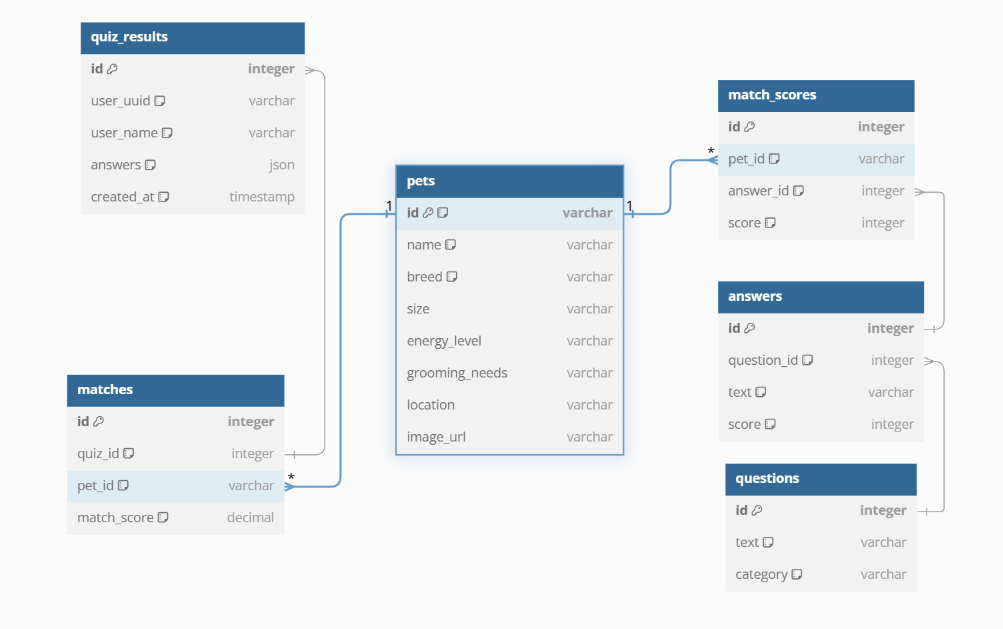 quiz_results
id integer
user_uuid varchar
user_name varchar
answers json
created_at timestamp
match_scores
id integer
* pet_id varchar
answer_id integer
score integer
pets
1 id varchar 1
name varchar
breed varchar
size varchar
energy_level varchar
grooming_needs varchar
location varchar
image_url varchar
answers
id integer
question_id integer
text varchar
score integer
matches
id integer
quiz_id integer
pet_id varchar *
match_score decimal
questions
id integer
text varchar
category varchar